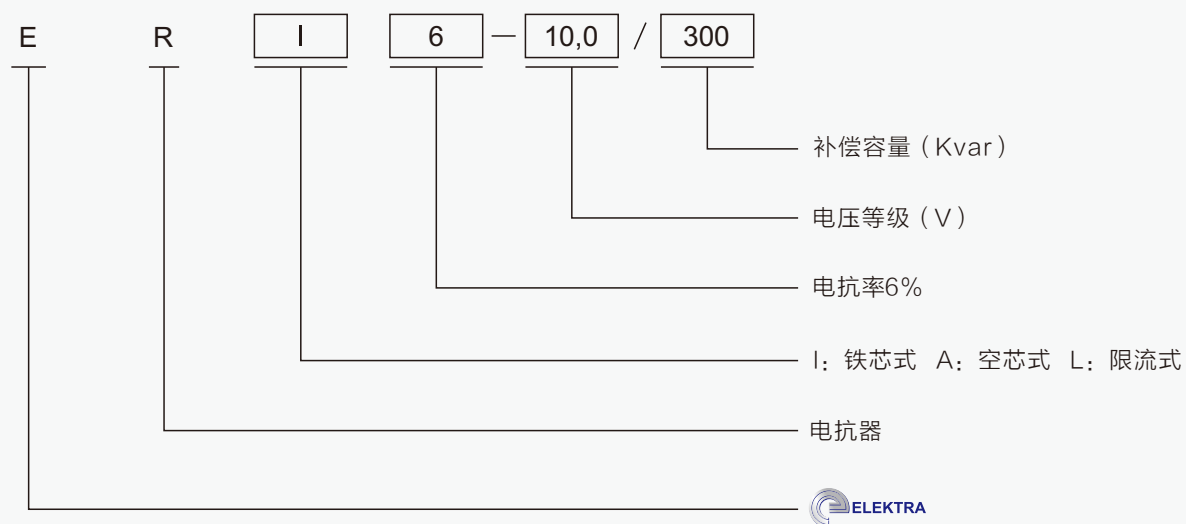 E R I 6 — 10,0 / 300
补偿容量（Kvar）
电压等级（V）
电抗率6%
I：铁芯式 A：空芯式 L：限流式
电抗器
ELEKTRA